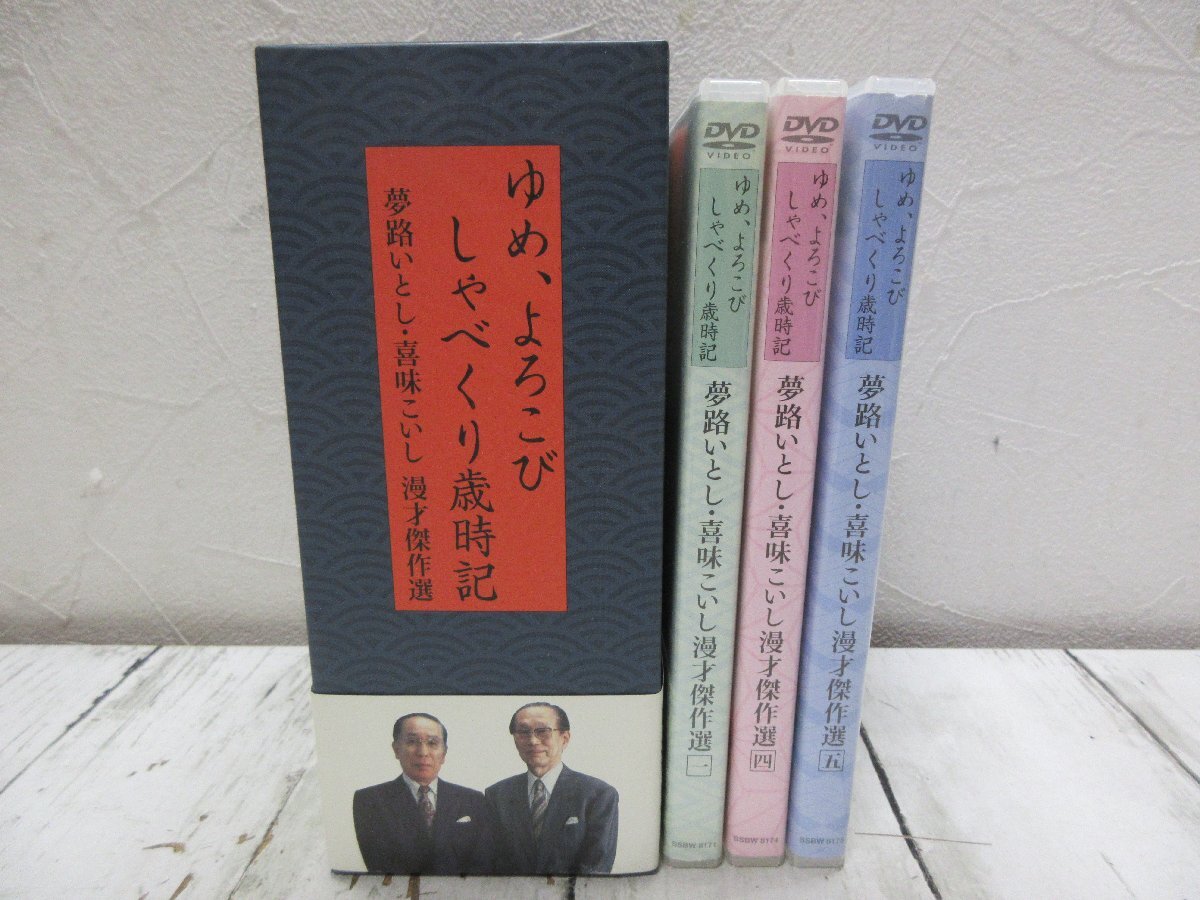 ゆめ、よろこび
しゃべくり歳時記
夢路いとし・喜味こいし 漫才傑作選
DVD
VIDEO
ゆめ、よろこび
しゃべくり歳時記
夢路いとし・喜味こいし漫才傑作選 一
SSBW 8171
DVD
VIDEO
ゆめ、よろこび
しゃべくり歳時記
夢路いとし・喜味こいし漫才傑作選 四
SSBW 8174
DVD
VIDEO
ゆめ、よろこび
しゃべくり歳時記
夢路いとし・喜味こいし漫才傑作選 五
SSBW 8175